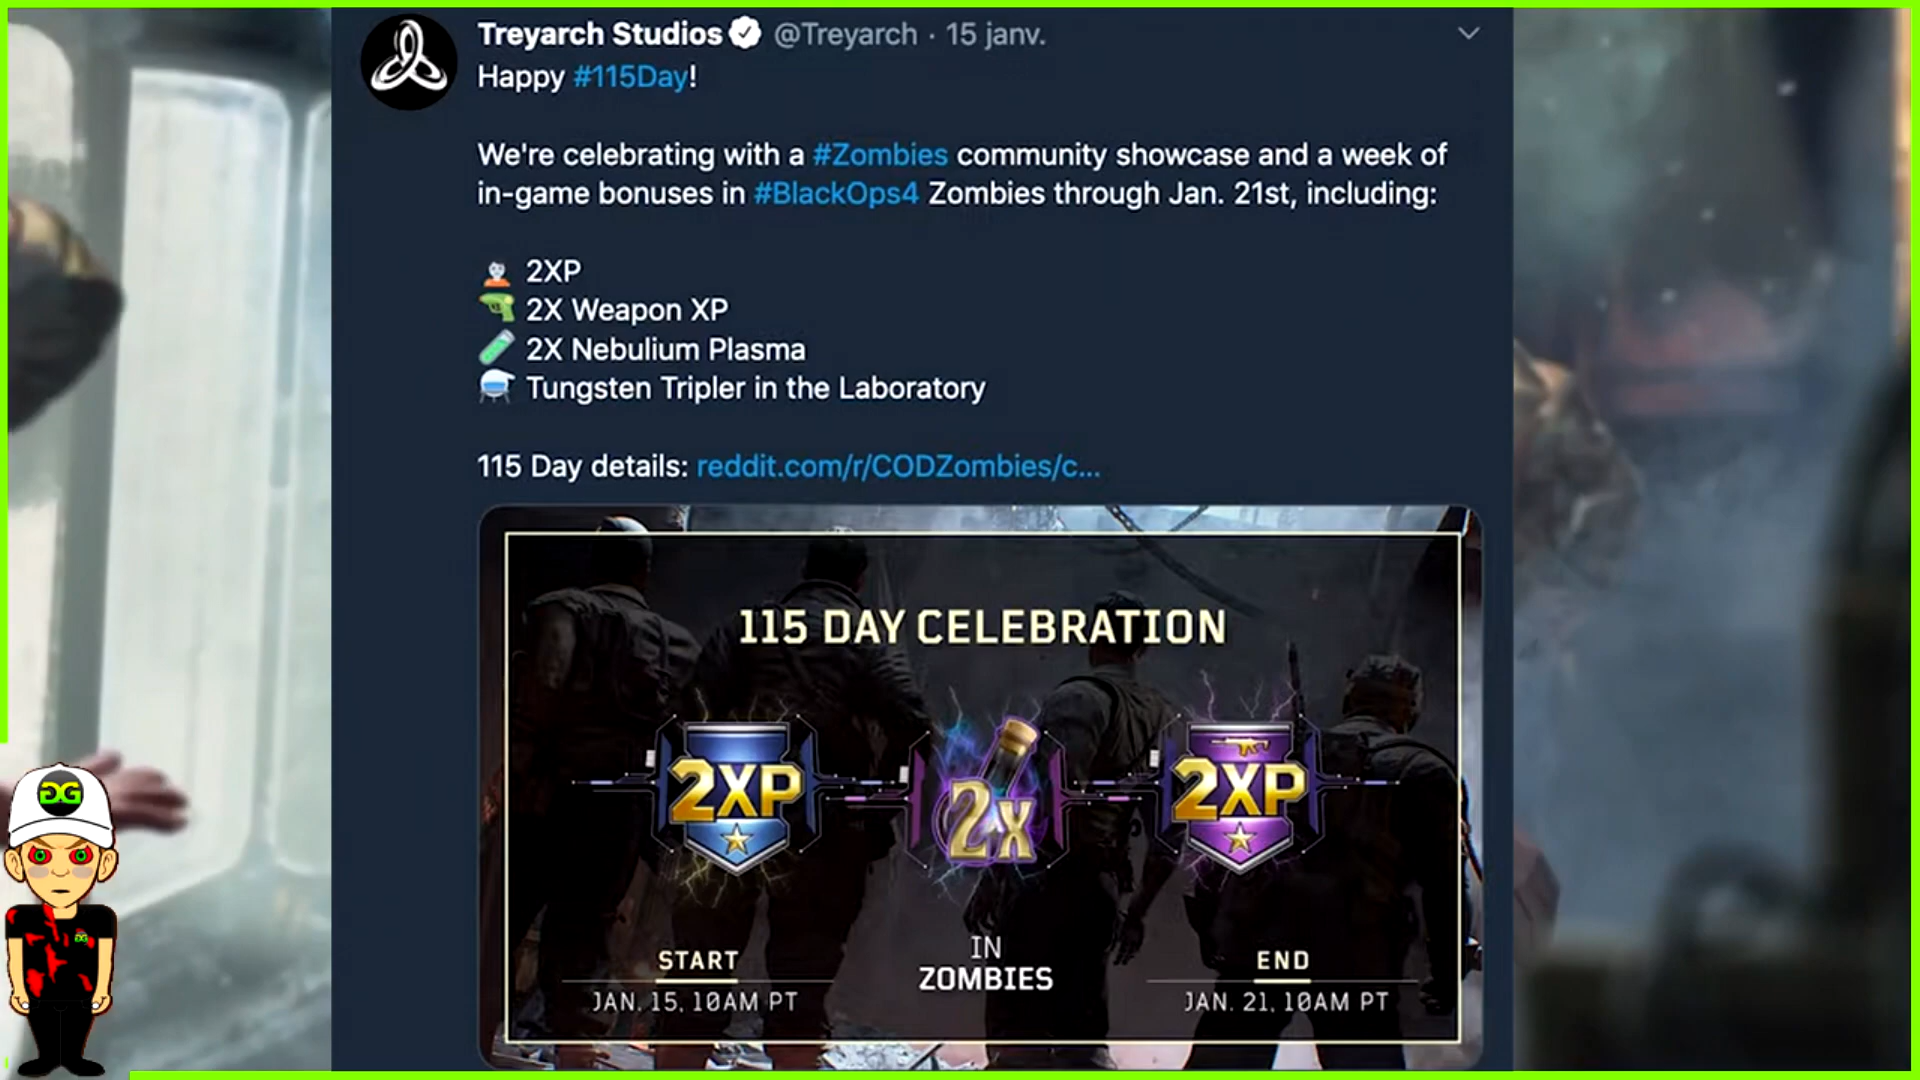 Treyarch Studios @Treyarch · 15 janv.
Happy #115Day!
We're celebrating with a #Zombies community showcase and a week of
in-game bonuses in #BlackOps4 Zombies through Jan. 21st, including:
2XP
2X Weapon XP
2X Nebulium Plasma
Tungsten Tripler in the Laboratory
115 Day details: reddit.com/r/CODZombies/c...
115 DAY CELEBRATION
2XP
2X
2XP
START
JAN. 15, 10AM PT
IN
ZOMBIES
END
JAN. 21, 10AM PT
GG
GG